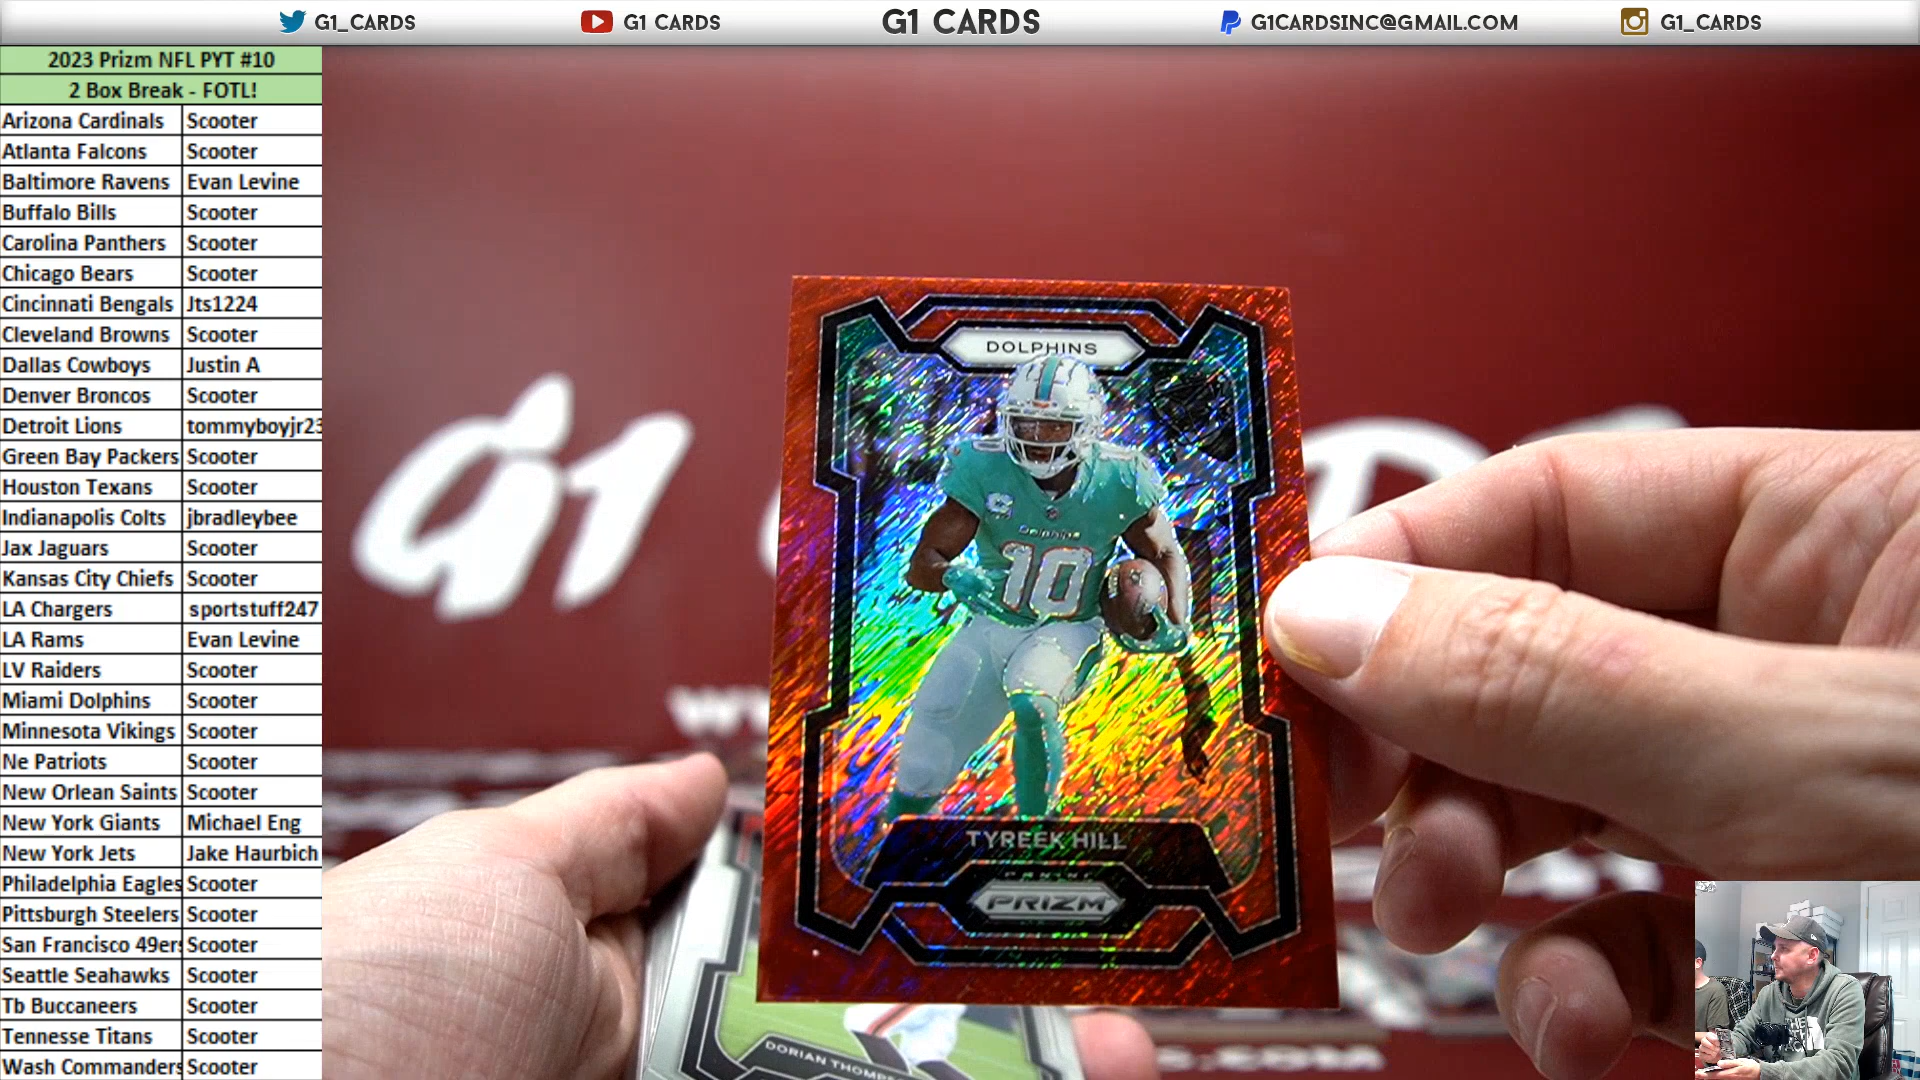 G1_CARDS G1 CARDS G1 CARDS G1CARDSINC@GMAIL.COM G1_CARDS
2023 Prizm NFL PYT #10
2 Box Break - FOTL!
Arizona Cardinals Scooter
Atlanta Falcons Scooter
Baltimore Ravens Evan Levine
Buffalo Bills Scooter
Carolina Panthers Scooter
Chicago Bears Scooter
Cincinnati Bengals Jts1224
Cleveland Browns Scooter
Dallas Cowboys Justin A
Denver Broncos Scooter
Detroit Lions tommyboyjr23
Green Bay Packers Scooter
Houston Texans Scooter
Indianapolis Colts jbradleybee
Jax Jaguars Scooter
Kansas City Chiefs Scooter
LA Chargers sportstuff247
LA Rams Evan Levine
LV Raiders Scooter
Miami Dolphins Scooter
Minnesota Vikings Scooter
Ne Patriots Scooter
New Orlean Saints Scooter
New York Giants Michael Eng
New York Jets Jake Haurbich
Philadelphia Eagles Scooter
Pittsburgh Steelers Scooter
San Francisco 49ers Scooter
Seattle Seahawks Scooter
Tb Buccaneers Scooter
Tennesse Titans Scooter
Wash Commanders Scooter
G1
DOLPHINS
C
Dolphins
10
TYREEK HILL
PANINI
PRIZM
DORIAN
THE